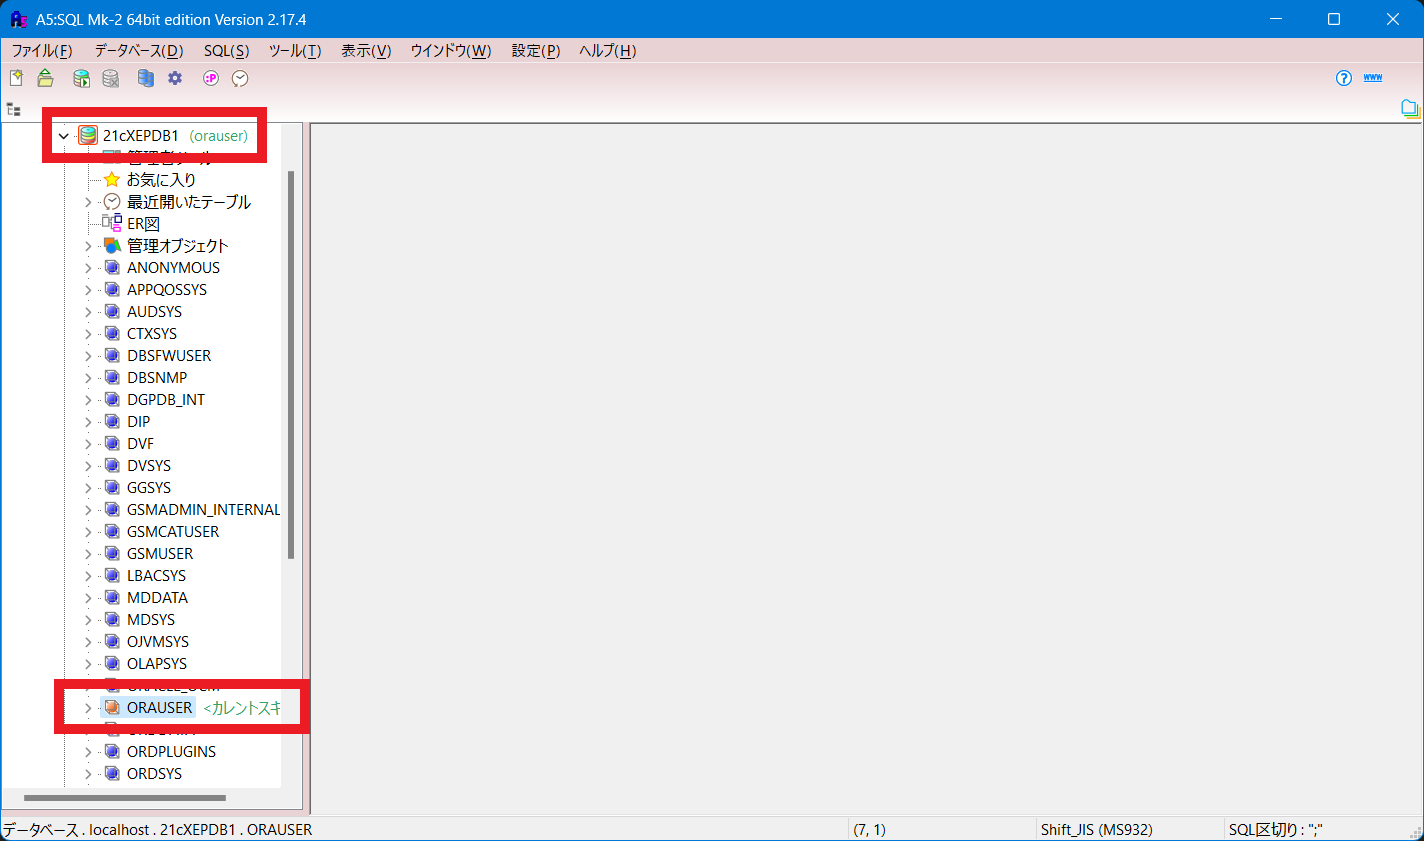 A5:SQL Mk-2 64bit edition Version 2.17.4
ファイル(F) データベース(D) SQL(S) ツール(T) 表示(V) ウインドウ(W) 設定(P) ヘルプ(H)
:P ? www
21cXEPDB1 (orauser)
お気に入り
最近開いたテーブル
ER図
管理オブジェクト
ANONYMOUS
APPQOSSYS
AUDSYS
CTXSYS
DBSFWUSER
DBSNMP
DGPDB_INT
DIP
DVF
DVSYS
GGSYS
GSMADMIN_INTERNAL
GSMCATUSER
GSMUSER
LBACSYS
MDDATA
MDSYS
OJVMSYS
OLAPSYS
ORAUSER <カレントスキ
ORDPLUGINS
ORDSYS
データベース . localhost . 21cXEPDB1 . ORAUSER (7, 1) Shift_JIS (MS932) SQL区切り : ";"